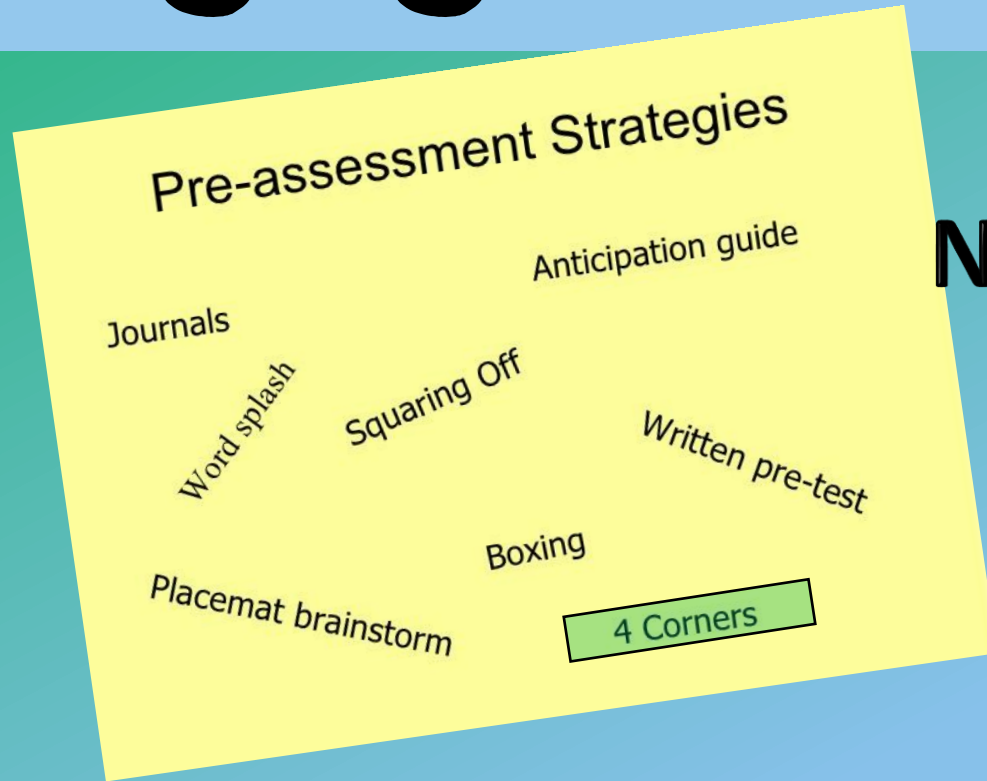 Pre-assessment Strategies
Anticipation guide
Journals
Word splash
Squaring Off
Written pre-test
Boxing
Placemat brainstorm
4 Corners
N